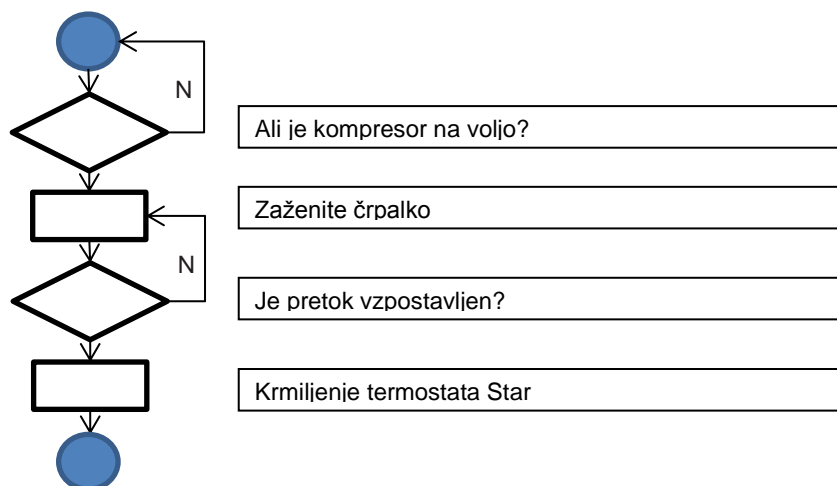 N
Ali je kompresor na voljo?
Zaženite črpalko
N
Je pretok vzpostavljen?
Krmiljenje termostata Star